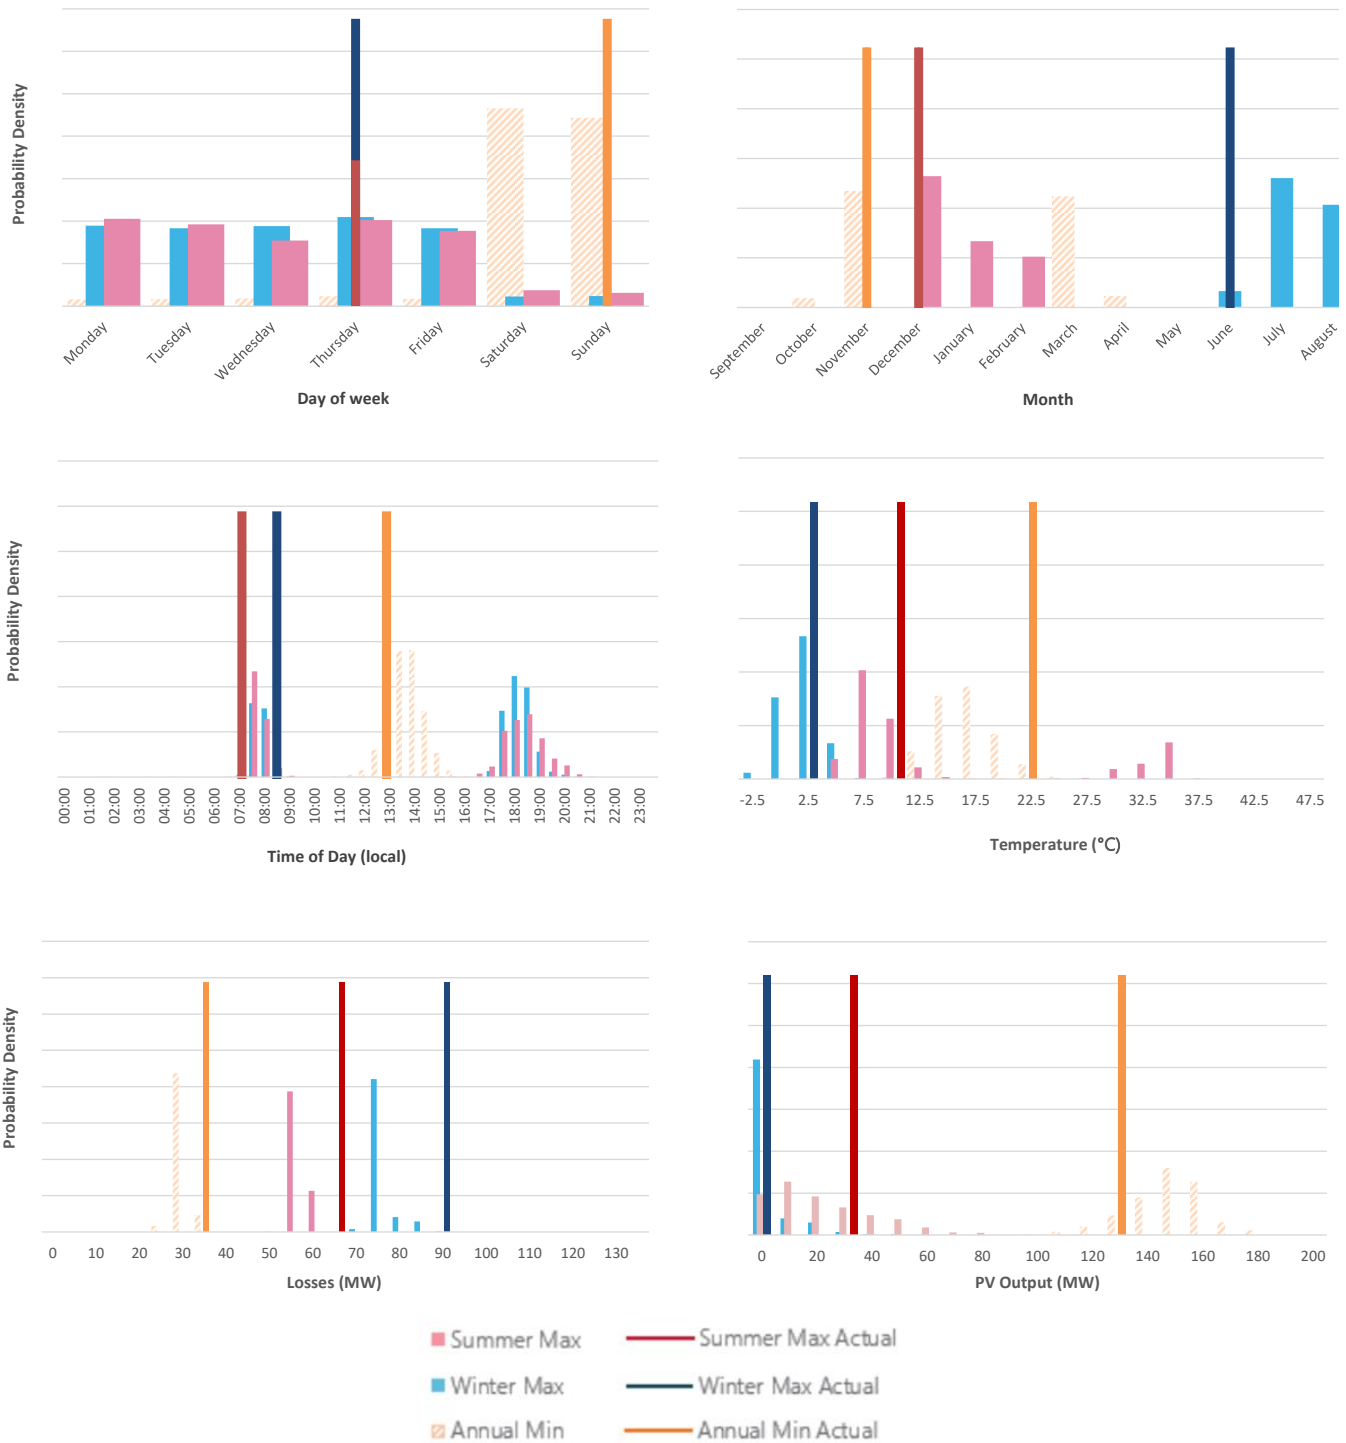 Probability Density
Monday
Tuesday
Wednesday
Thursday
Friday
Saturday
Sunday
Day of week
September
October
November
December
January
February
March
April
May
June
July
August
Month
Probability Density
00:00
01:00
02:00
03:00
04:00
05:00
06:00
07:00
08:00
09:00
10:00
11:00
12:00
13:00
14:00
15:00
16:00
17:00
18:00
19:00
20:00
21:00
22:00
23:00
Time of Day (local)
-2.5 2.5 7.5 12.5 17.5 22.5 27.5 32.5 37.5 42.5 47.5
Temperature (℃)
Probability Density
0 10 20 30 40 50 60 70 80 90 100 110 120 130
Losses (MW)
0 20 40 60 80 100 120 140 160 180 200
PV Output (MW)
Summer Max Summer Max Actual
Winter Max Winter Max Actual
Annual Min Annual Min Actual